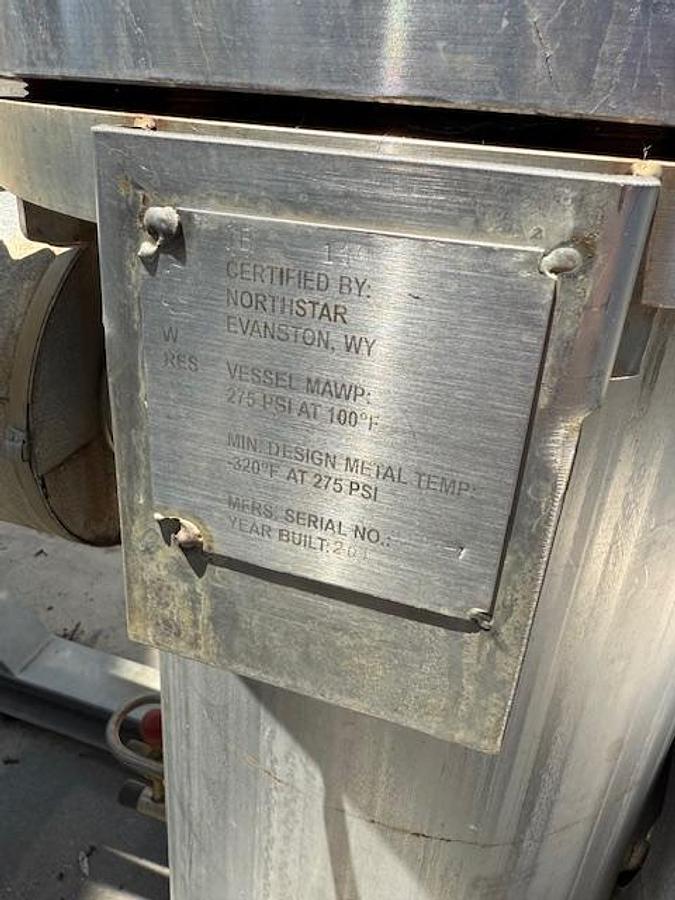 CERTIFIED BY:
NORTHSTAR
EVANSTON, WY
W
RES
VESSEL MAWP:
275 PSI AT 100°F
MIN. DESIGN METAL TEMP:
-320°F AT 275 PSI
MFRS. SERIAL NO.:
YEAR BUILT: